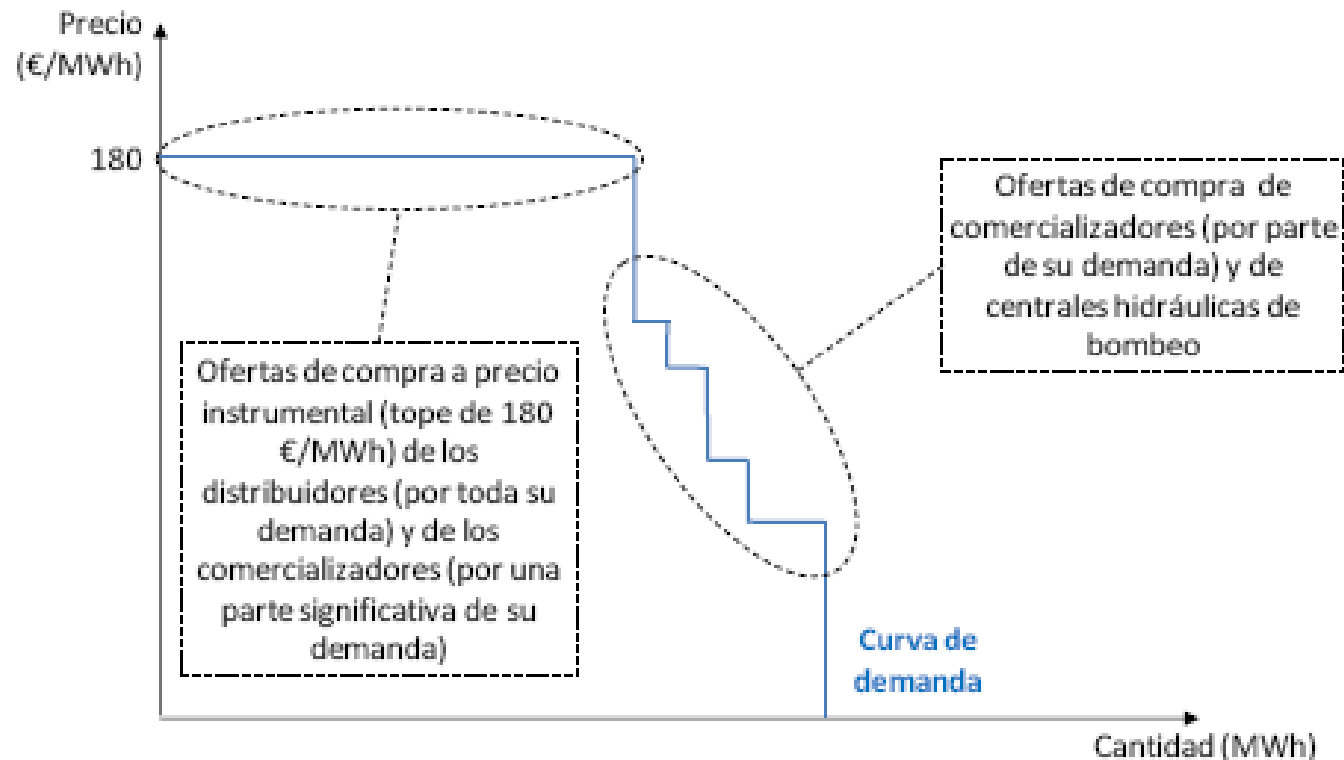 Precio
(€/MWh)
180
Ofertas de compra de
comercializadores (por parte
de su demanda) y de
centrales hidráulicas de
bombeo
Ofertas de compra a precio
instrumental (tope de 180
€/MWh) de los
distribuidores (por toda su
demanda) y de los
comercializadores (por una
parte significativa de su
demanda)
Curva de
demanda
Cantidad (MWh)